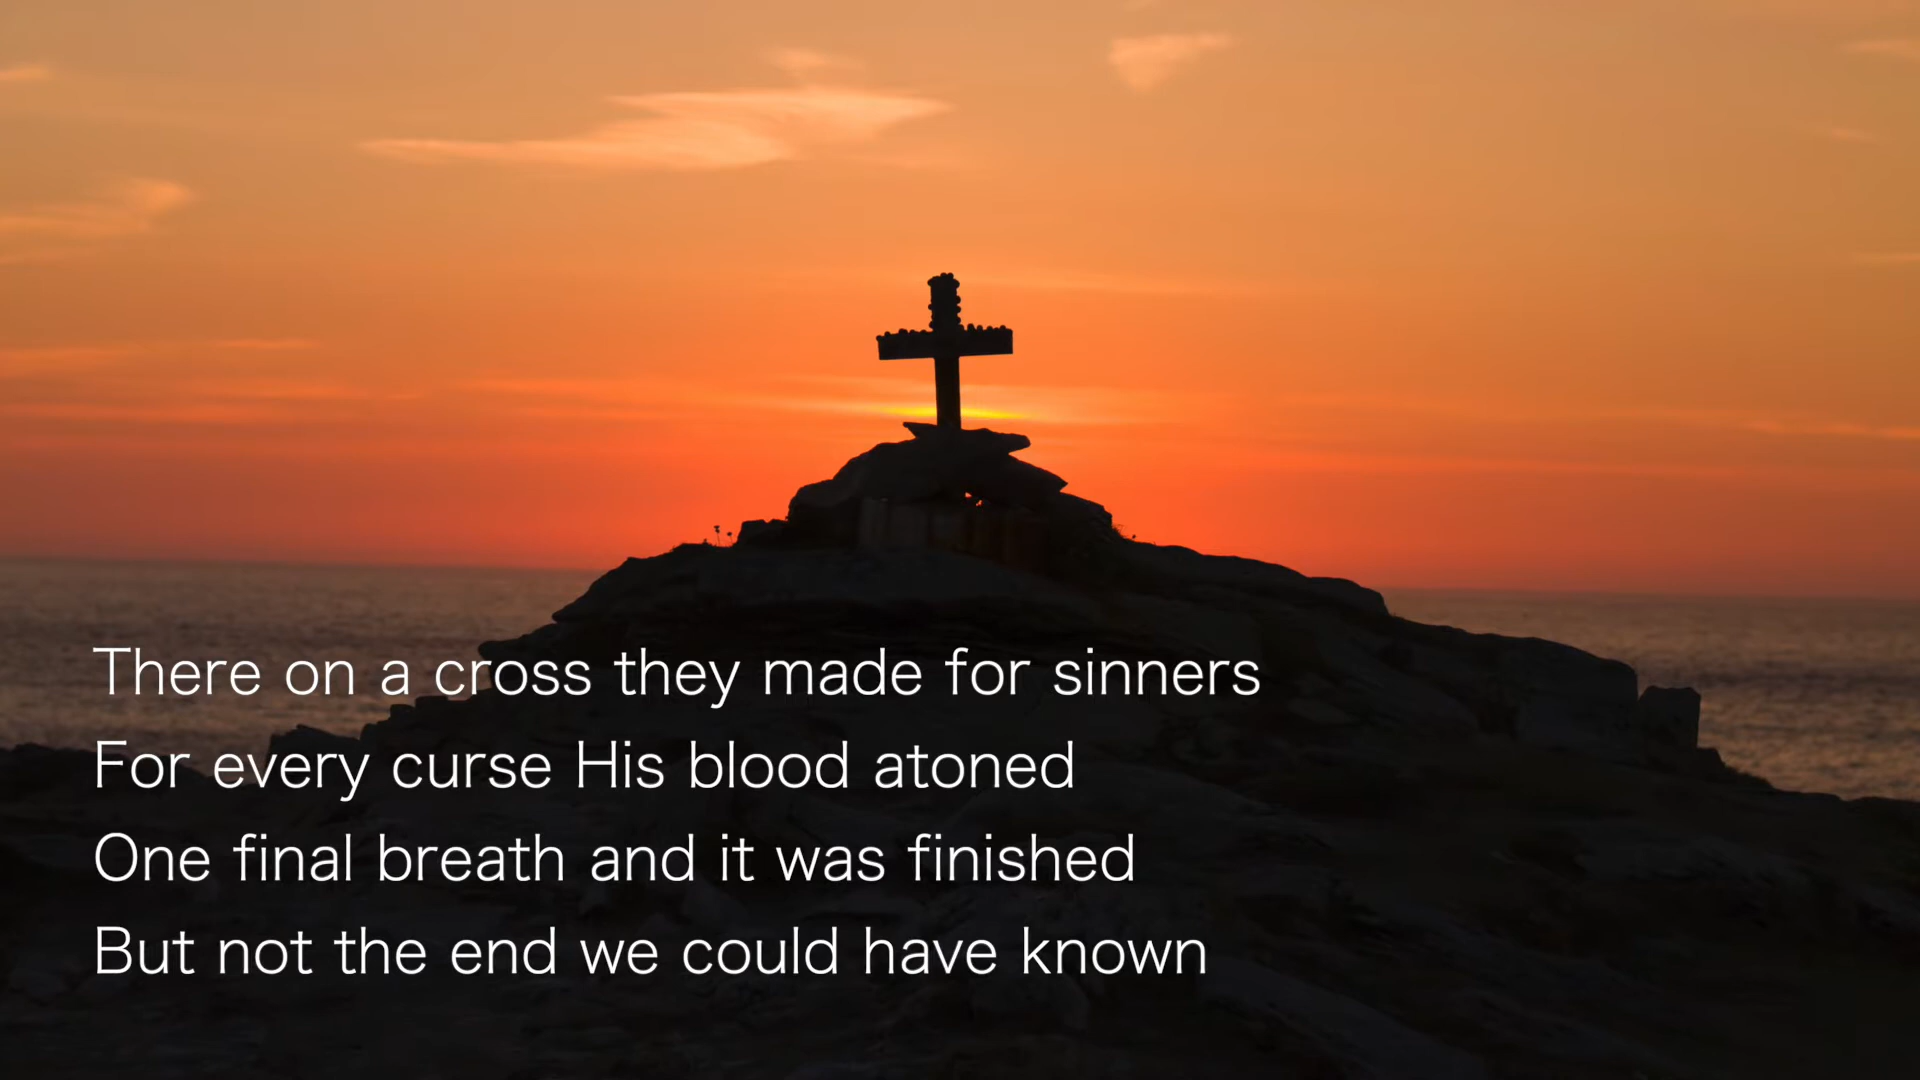 There on a cross they made for sinners
For every curse His blood atoned
One final breath and it was finished
But not the end we could have known